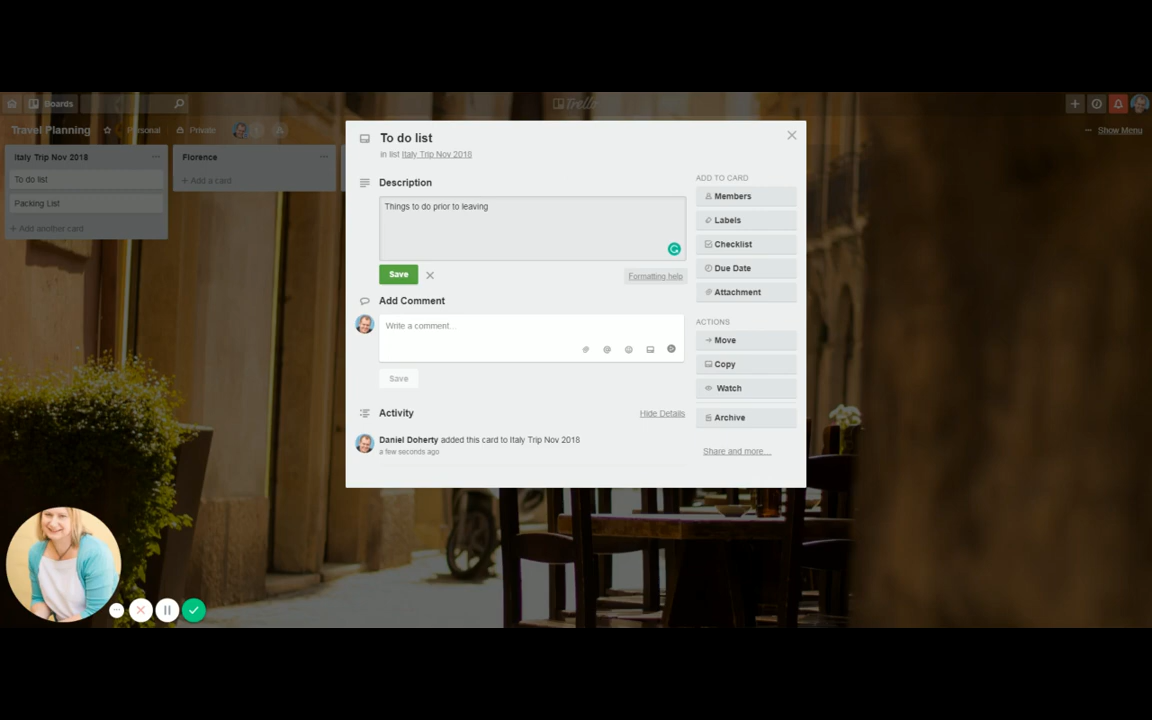 Boards
Trello
Travel Planning
Personal
Private
Show Menu
Italy Trip Nov 2018
To do list
Packing List
+ Add another card
Florence
+ Add a card
To do list
in list Italy Trip Nov 2018
Description
Things to do prior to leaving
Save
Formatting help
Add Comment
Write a comment...
Save
Activity
Hide Details
Daniel Doherty added this card to Italy Trip Nov 2018
a few seconds ago
ADD TO CARD
Members
Labels
Checklist
Due Date
Attachment
ACTIONS
Move
Copy
Watch
Archive
Share and more...